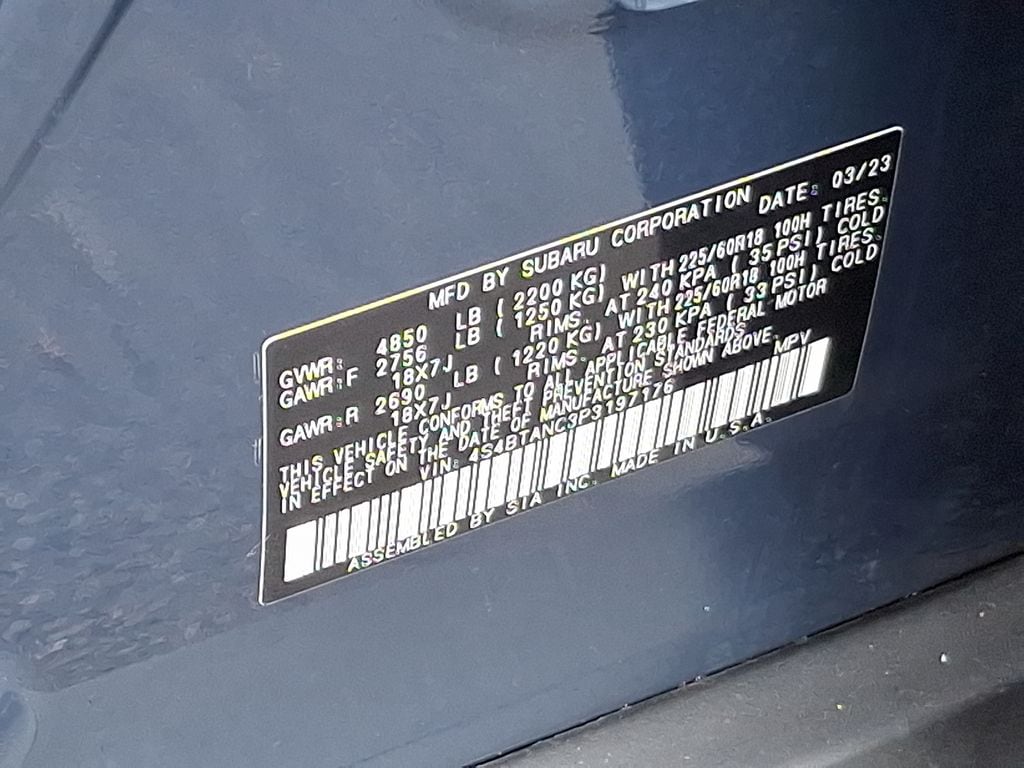 MFD BY SUBARU CORPORATION DATE: 03/23
GVWR: 4850 LB ( 2200 KG)
GAWR:F 2756 LB ( 1250 KG) WITH 225/60R18 100H TIRES.
18X7J RIMS. AT 240 KPA ( 35 PSI) COLD
GAWR:R 2690 LB ( 1220 KG) WITH 225/60R18 100H TIRES.
18X7J RIMS. AT 230 KPA ( 33 PSI) COLD
THIS VEHICLE CONFORMS TO ALL APPLICABLE FEDERAL MOTOR
VEHICLE SAFETY AND THEFT PREVENTION STANDARDS
IN EFFECT ON THE DATE OF MANUFACTURE SHOWN ABOVE.
VIN: 4S4BTANC3P3197176 MPV
ASSEMBLED BY SIA INC. MADE IN U.S.A.